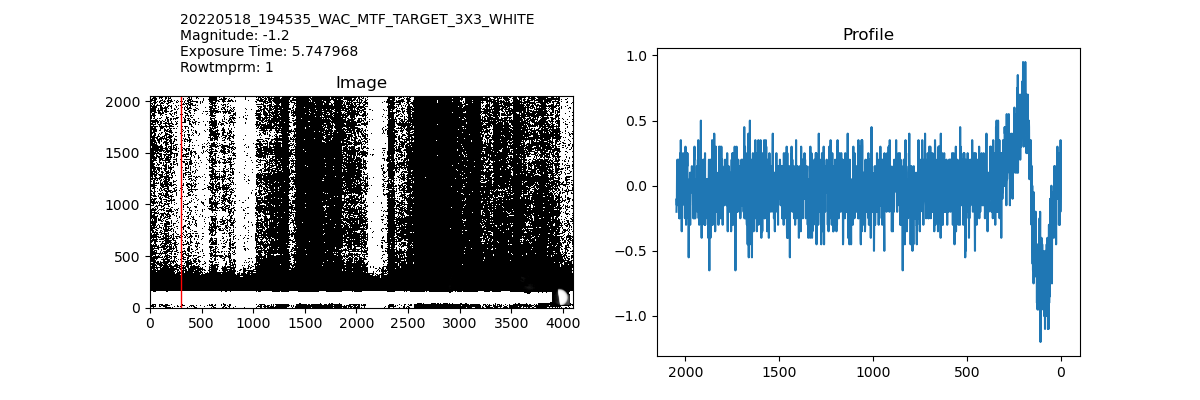 20220518_194535_WAC_MTF_TARGET_3X3_WHITE
Magnitude: -1.2
Exposure Time: 5.747968
Rowtmprm: 1
Image
2000
1500
1000
500
0
0 500 1000 1500 2000 2500 3000 3500 4000
Profile
1.0
0.5
0.0
−0.5
−1.0
2000 1500 1000 500 0